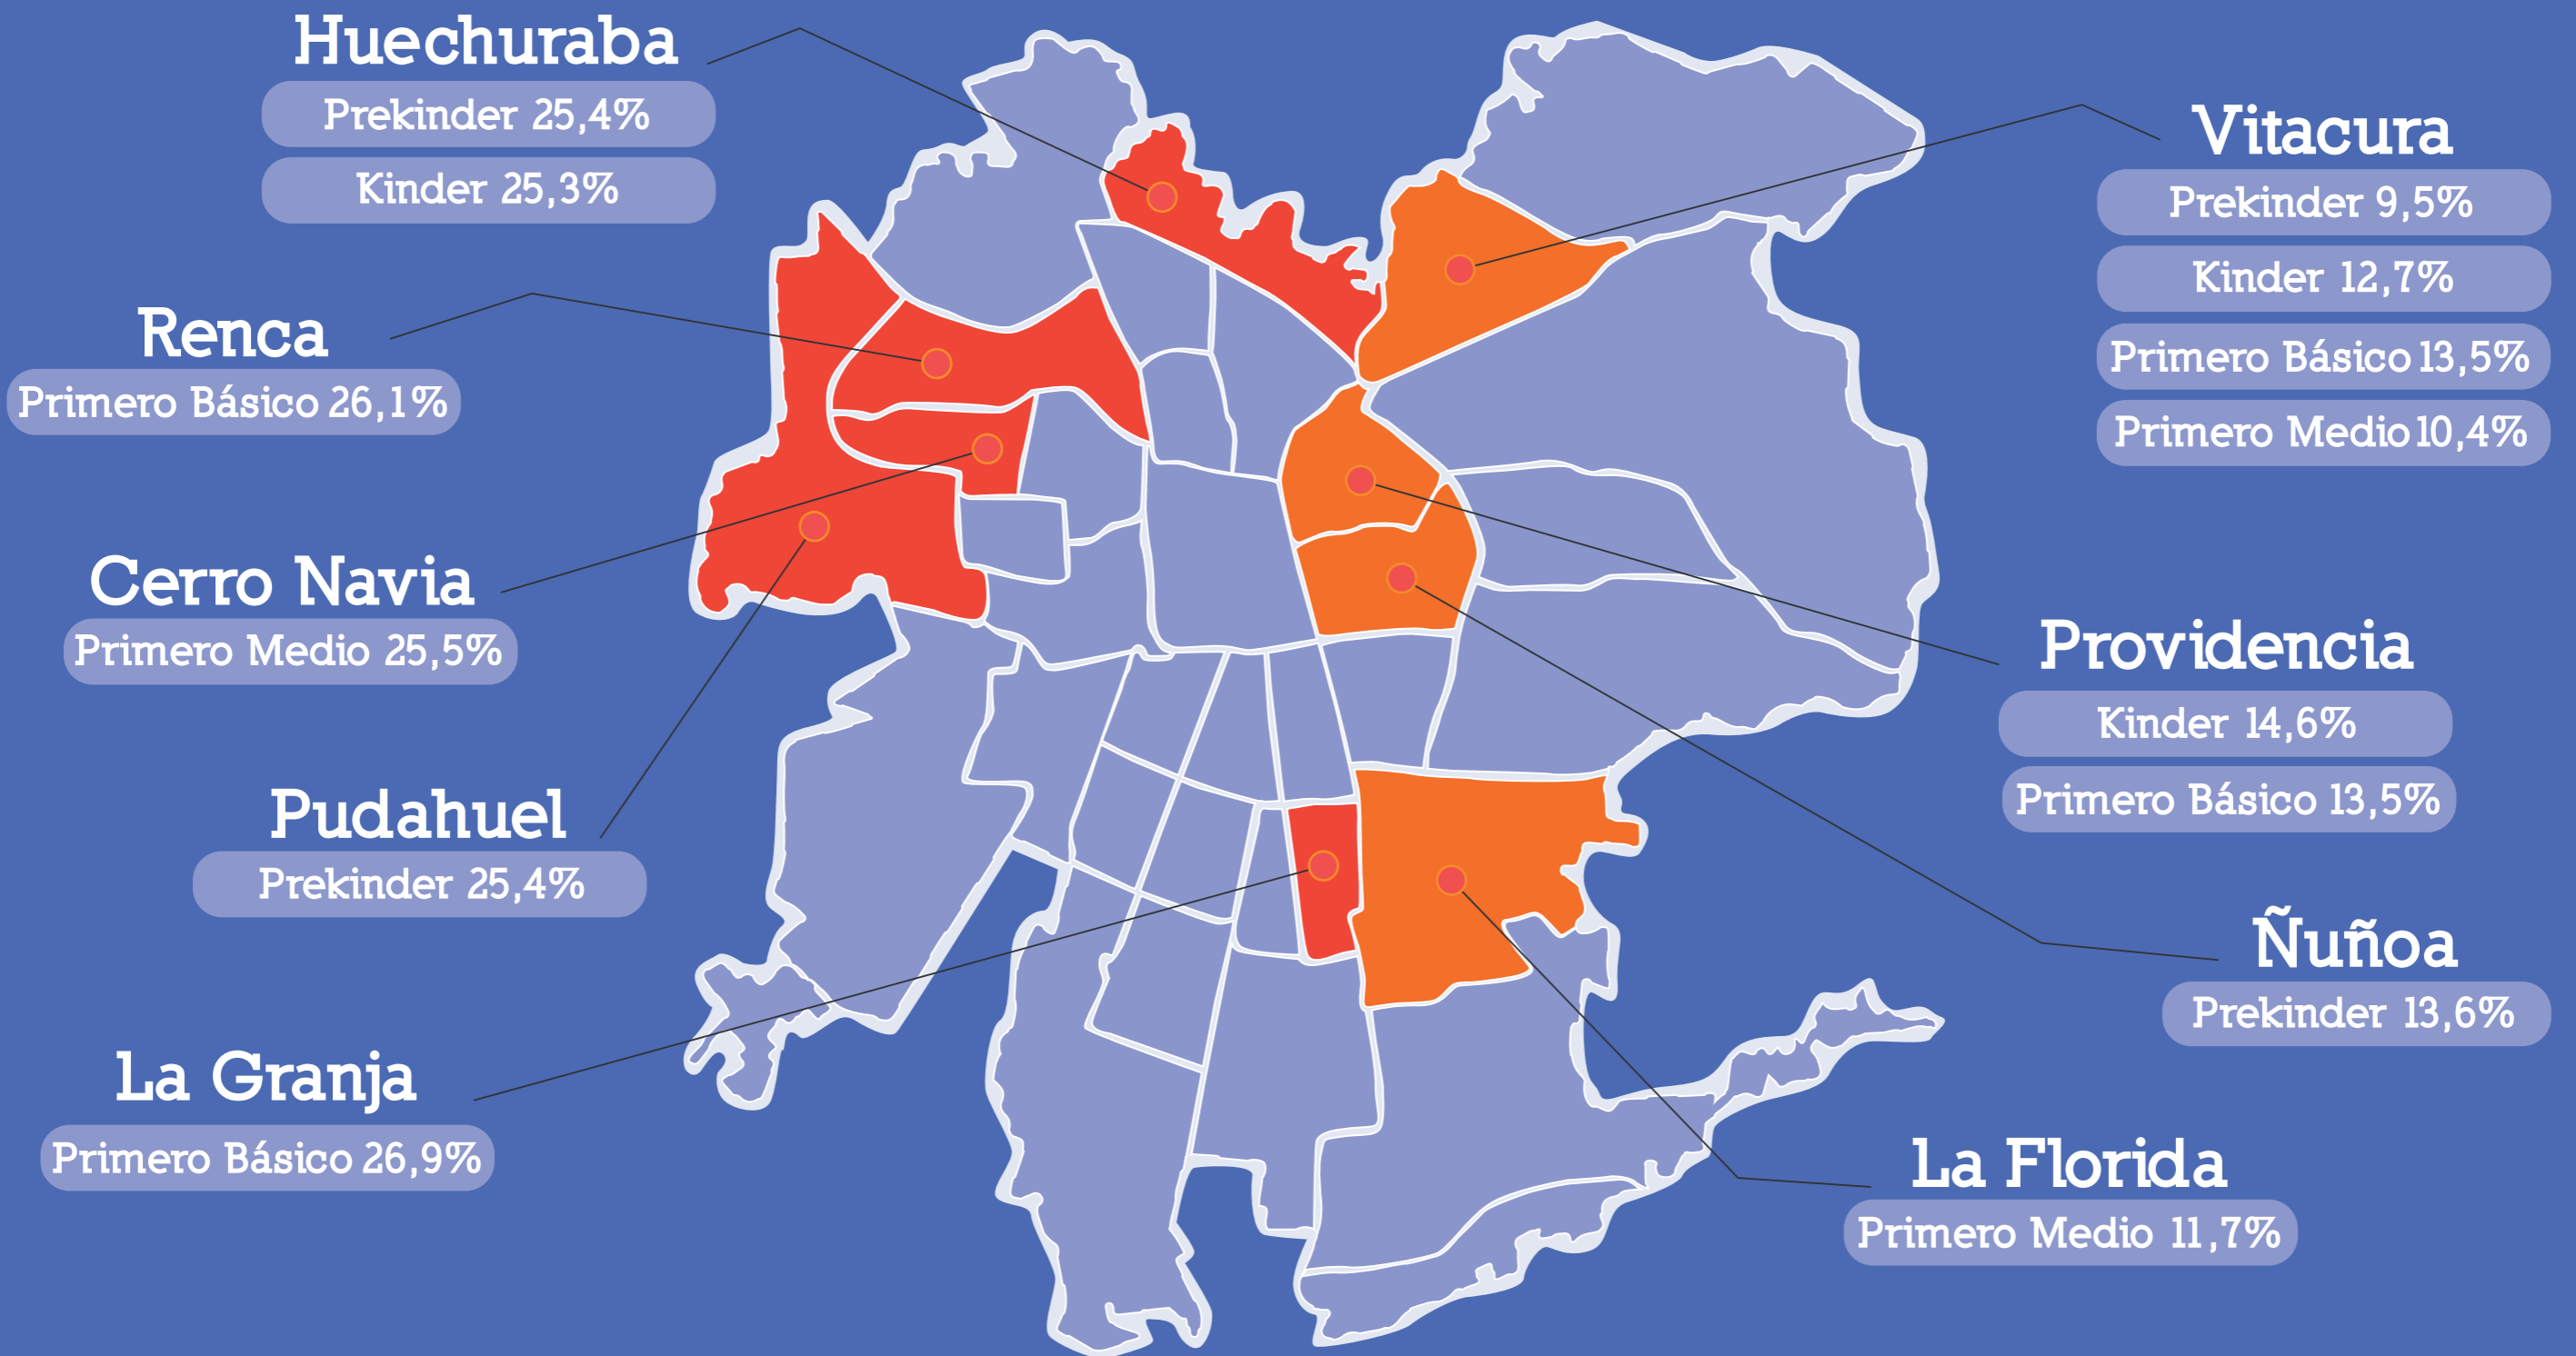 Huechuraba
Prekinder 25,4%
Kinder 25,3%
Renca
Primero Básico 26,1%
Cerro Navia
Primero Medio 25,5%
Pudahuel
Prekinder 25,4%
La Granja
Primero Básico 26,9%
Vitacura
Prekinder 9,5%
Kinder 12,7%
Primero Básico 13,5%
Primero Medio 10,4%
Providencia
Kinder 14,6%
Primero Básico 13,5%
Ñuñoa
Prekinder 13,6%
La Florida
Primero Medio 11,7%